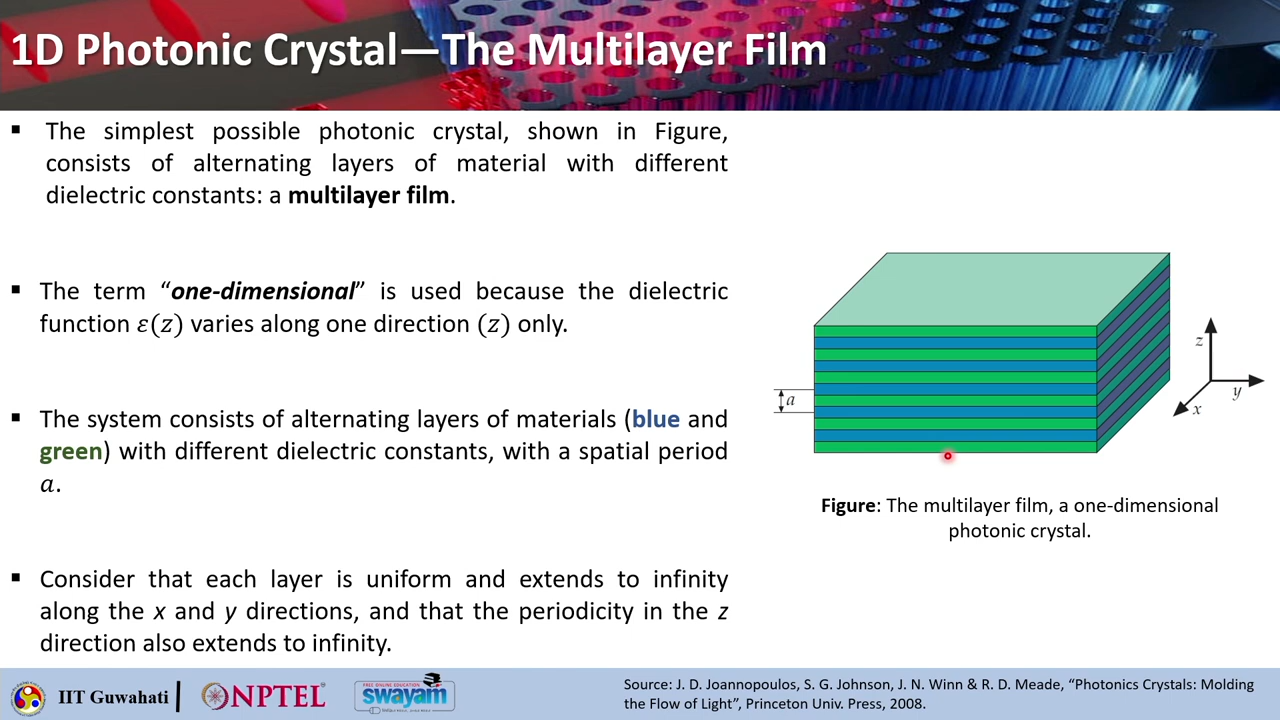 1D Photonic Crystal—The Multilayer Film
▪ The simplest possible photonic crystal, shown in Figure,
consists of alternating layers of material with different
dielectric constants: a multilayer film.
▪ The term “one-dimensional” is used because the dielectric
function ε(z) varies along one direction (z) only.
▪ The system consists of alternating layers of materials (blue and
green) with different dielectric constants, with a spatial period
a.
▪ Consider that each layer is uniform and extends to infinity
along the x and y directions, and that the periodicity in the z
direction also extends to infinity.
z
a
y
x
Figure: The multilayer film, a one-dimensional
photonic crystal.
IIT Guwahati
NPTEL
FREE ONLINE EDUCATION
swayam
Source: J. D. Joannopoulos, S. G. Johnson, J. N. Winn & R. D. Meade, “Photonics Crystals: Molding
the Flow of Light”, Princeton Univ. Press, 2008.